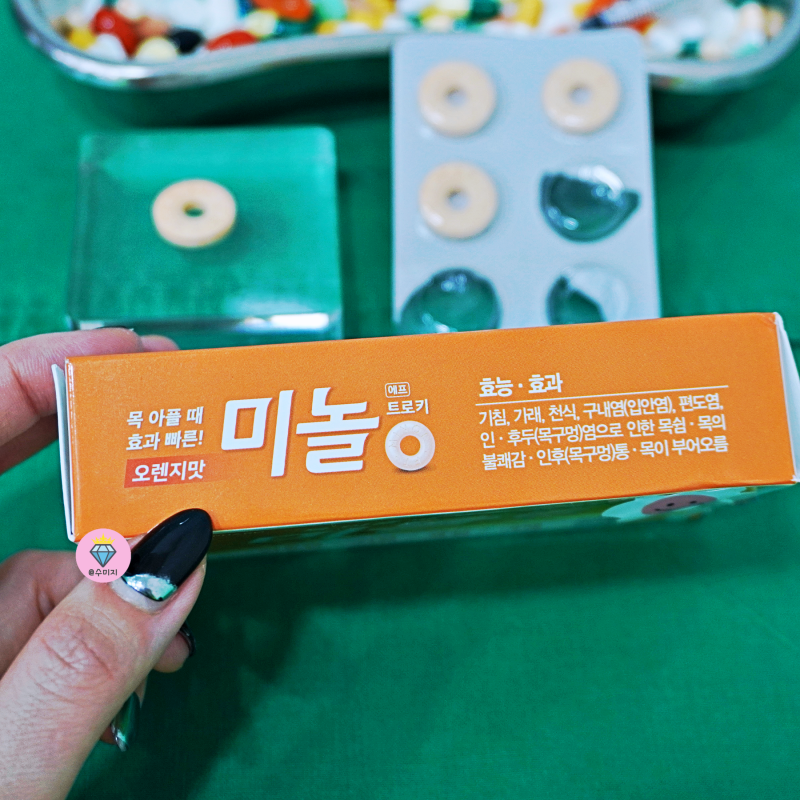 목 아플 때
효과 빠른!
오렌지맛
미놀
에프
트로키
효능·효과
기침, 가래, 천식, 구내염(입안염), 편도염,
인·후두(목구멍)염으로 인한 목쉼·목의
불쾌감·인후(목구멍)통·목이 부어오름
@수미지